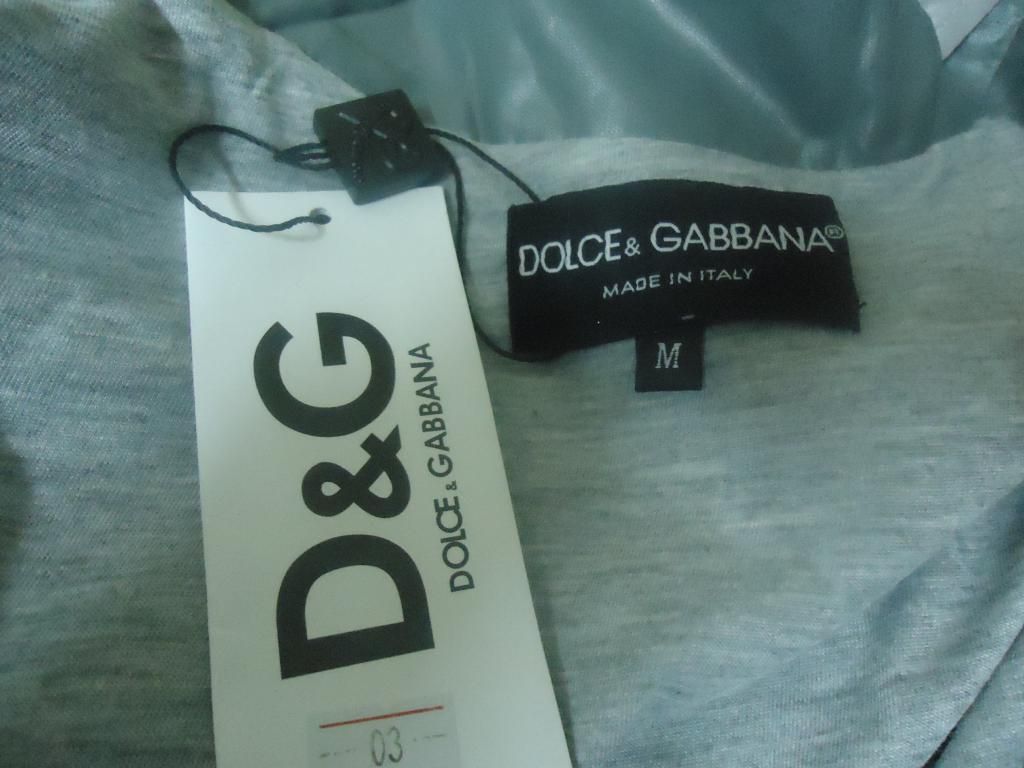 D&G
DOLCE & GABBANA
03
DOLCE & GABBANA®
MADE IN ITALY
M